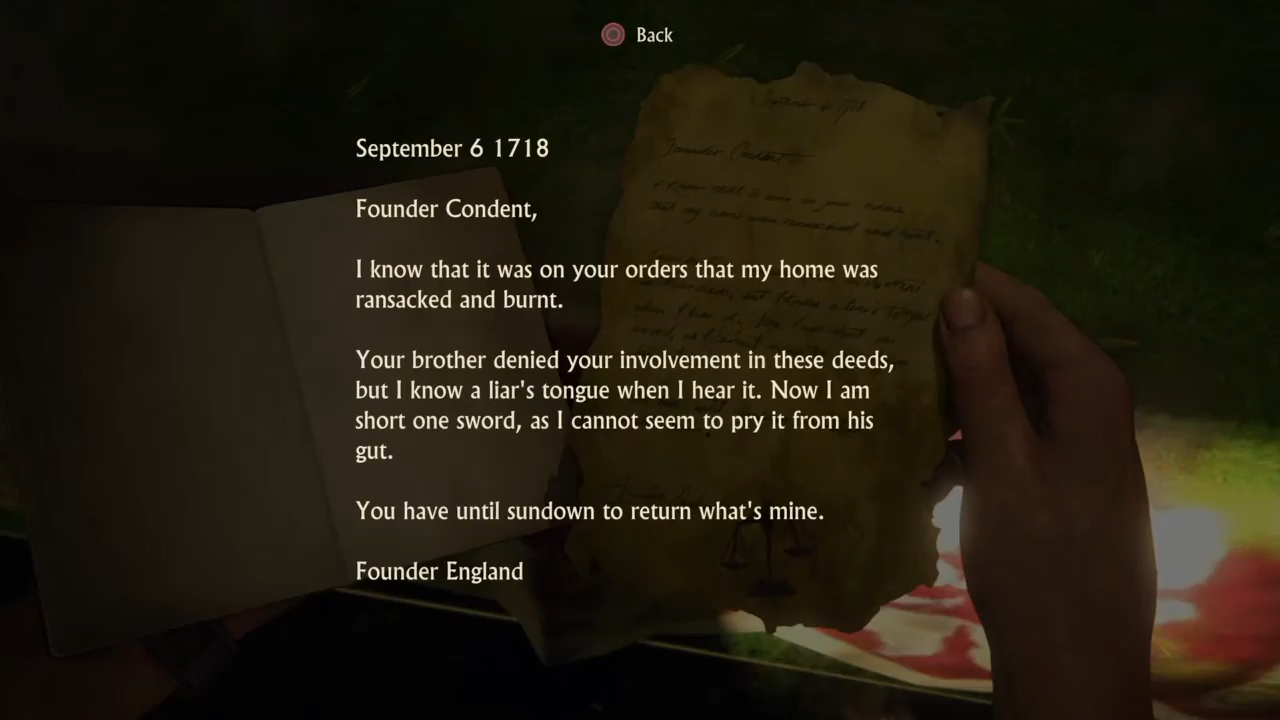 Back
September 6 1718
Founder Condent,
I know that it was on your orders that my home was
ransacked and burnt.
Your brother denied your involvement in these deeds,
but I know a liar's tongue when I hear it. Now I am
short one sword, as I cannot seem to pry it from his
gut.
You have until sundown to return what's mine.
Founder England